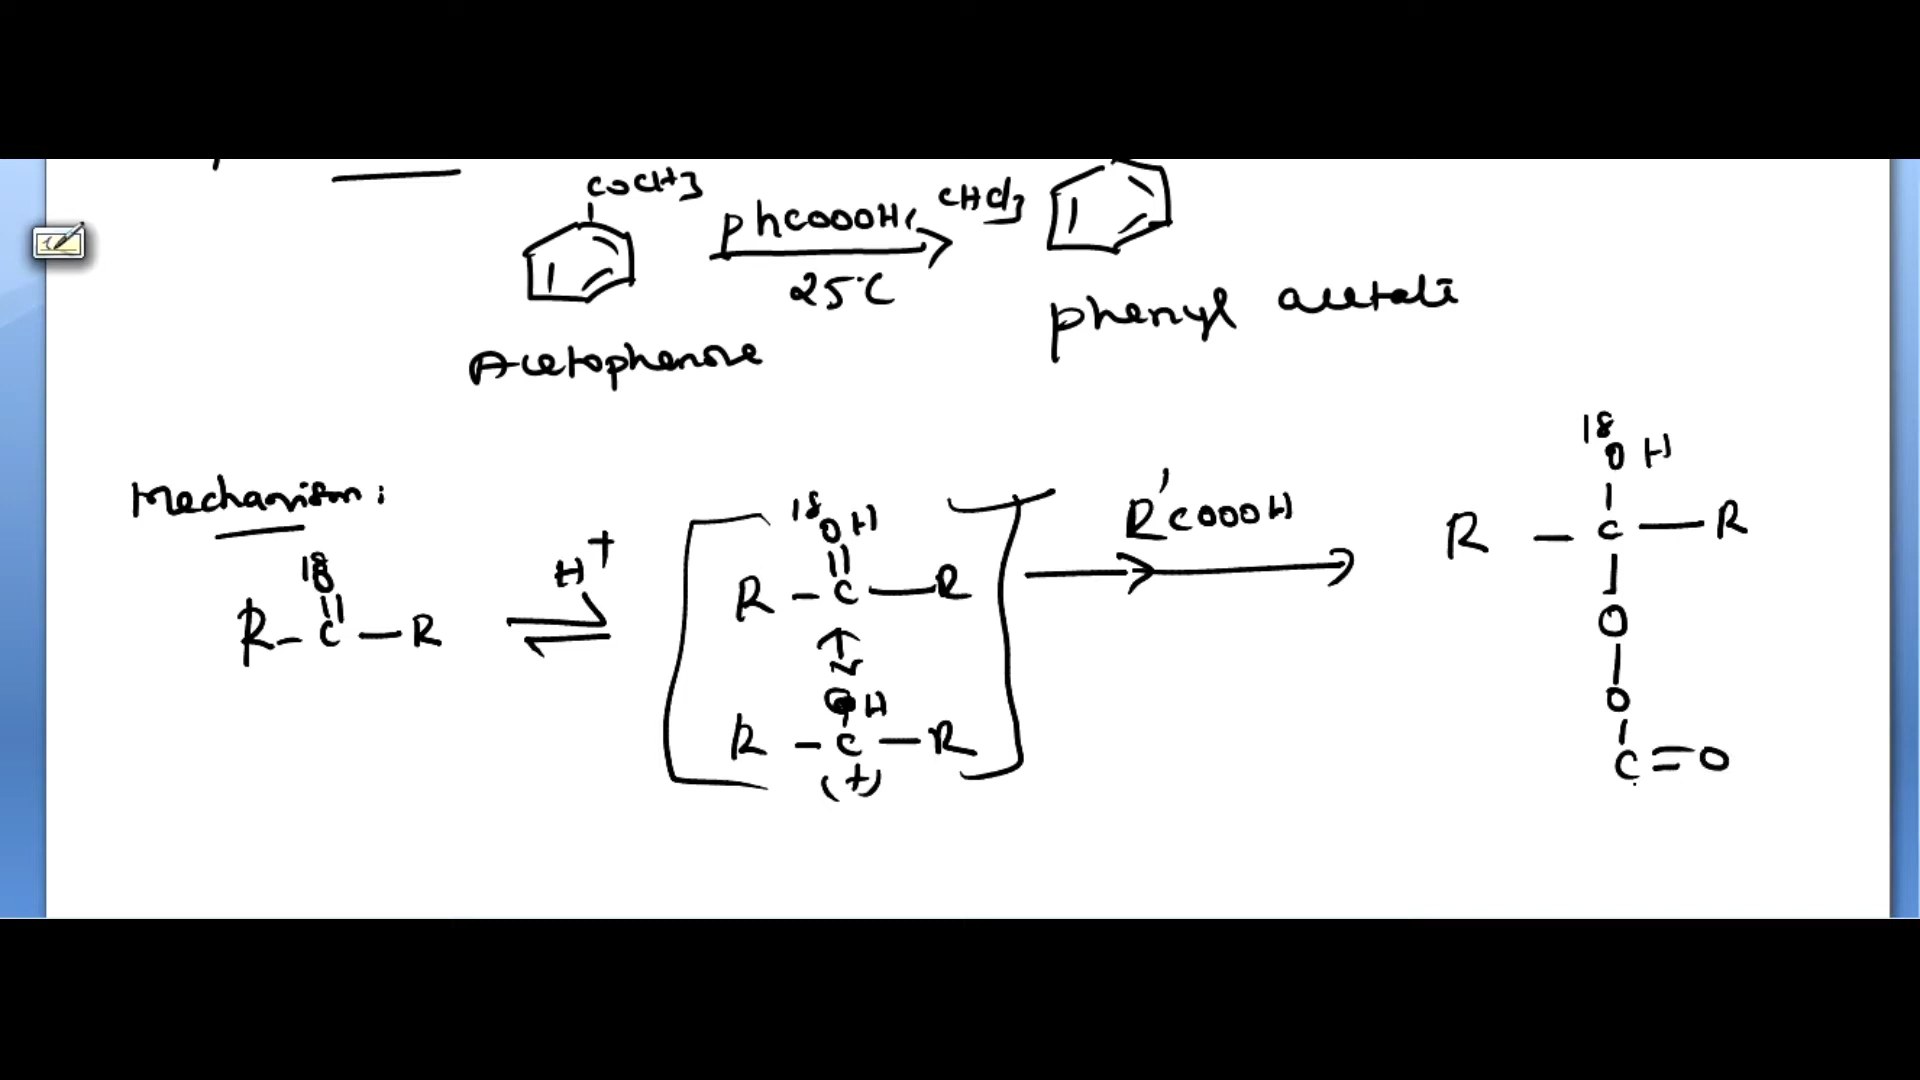 COCH3
phCOOOH, CHCl3
25°C
Acetophenone
phenyl acetate
Mechanism:
18
O
||
R-C-R
H+
18
OH
||
R-C-R
OH
R-C-R
(+)
R'COOOH
18
OH
R-C-R
O
O
C=O